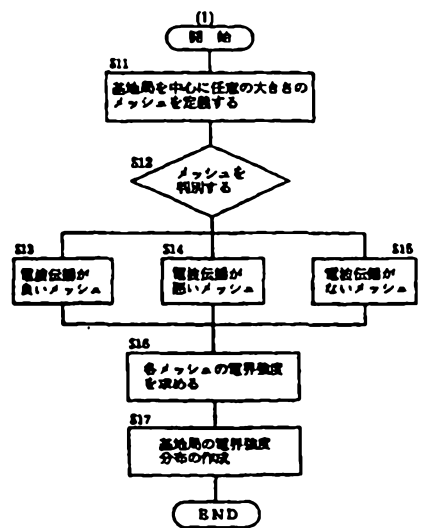 (1)
開始
S11
基地局を中心に任意の大きさの
メッシュを定義する
S12
メッシュを
判別する
S13
電波伝播が
良いメッシュ
S14
電波伝播が
悪いメッシュ
S15
電波伝播が
ないメッシュ
S16
各メッシュの電界強度
を求める
S17
基地局の電界強度
分布の作成
END